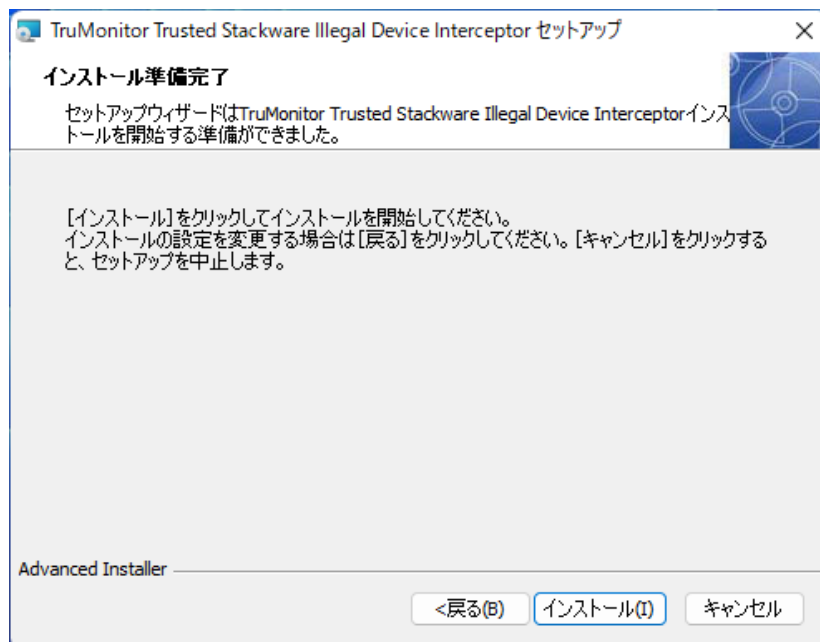 TruMonitor Trusted Stackware Illegal Device Interceptor セットアップ
インストール準備完了
セットアップウィザードはTruMonitor Trusted Stackware Illegal Device Interceptorインス
トールを開始する準備ができました。
[インストール]をクリックしてインストールを開始してください。
インストールの設定を変更する場合は[戻る]をクリックしてください。[キャンセル]をクリックする
と、セットアップを中止します。
Advanced Installer
<戻る(B) インストール(I) キャンセル